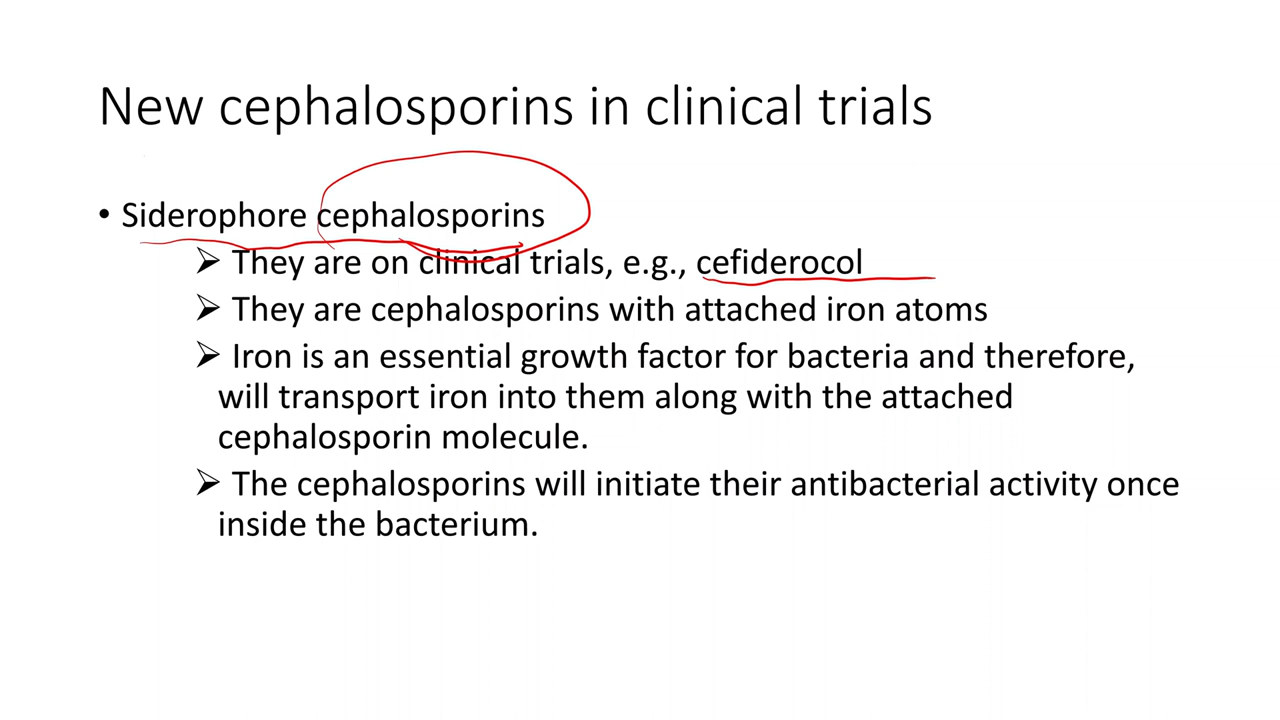 New cephalosporins in clinical trials
• Siderophore cephalosporins
➢ They are on clinical trials, e.g., cefiderocol
➢ They are cephalosporins with attached iron atoms
➢ Iron is an essential growth factor for bacteria and therefore,
will transport iron into them along with the attached
cephalosporin molecule.
➢ The cephalosporins will initiate their antibacterial activity once
inside the bacterium.